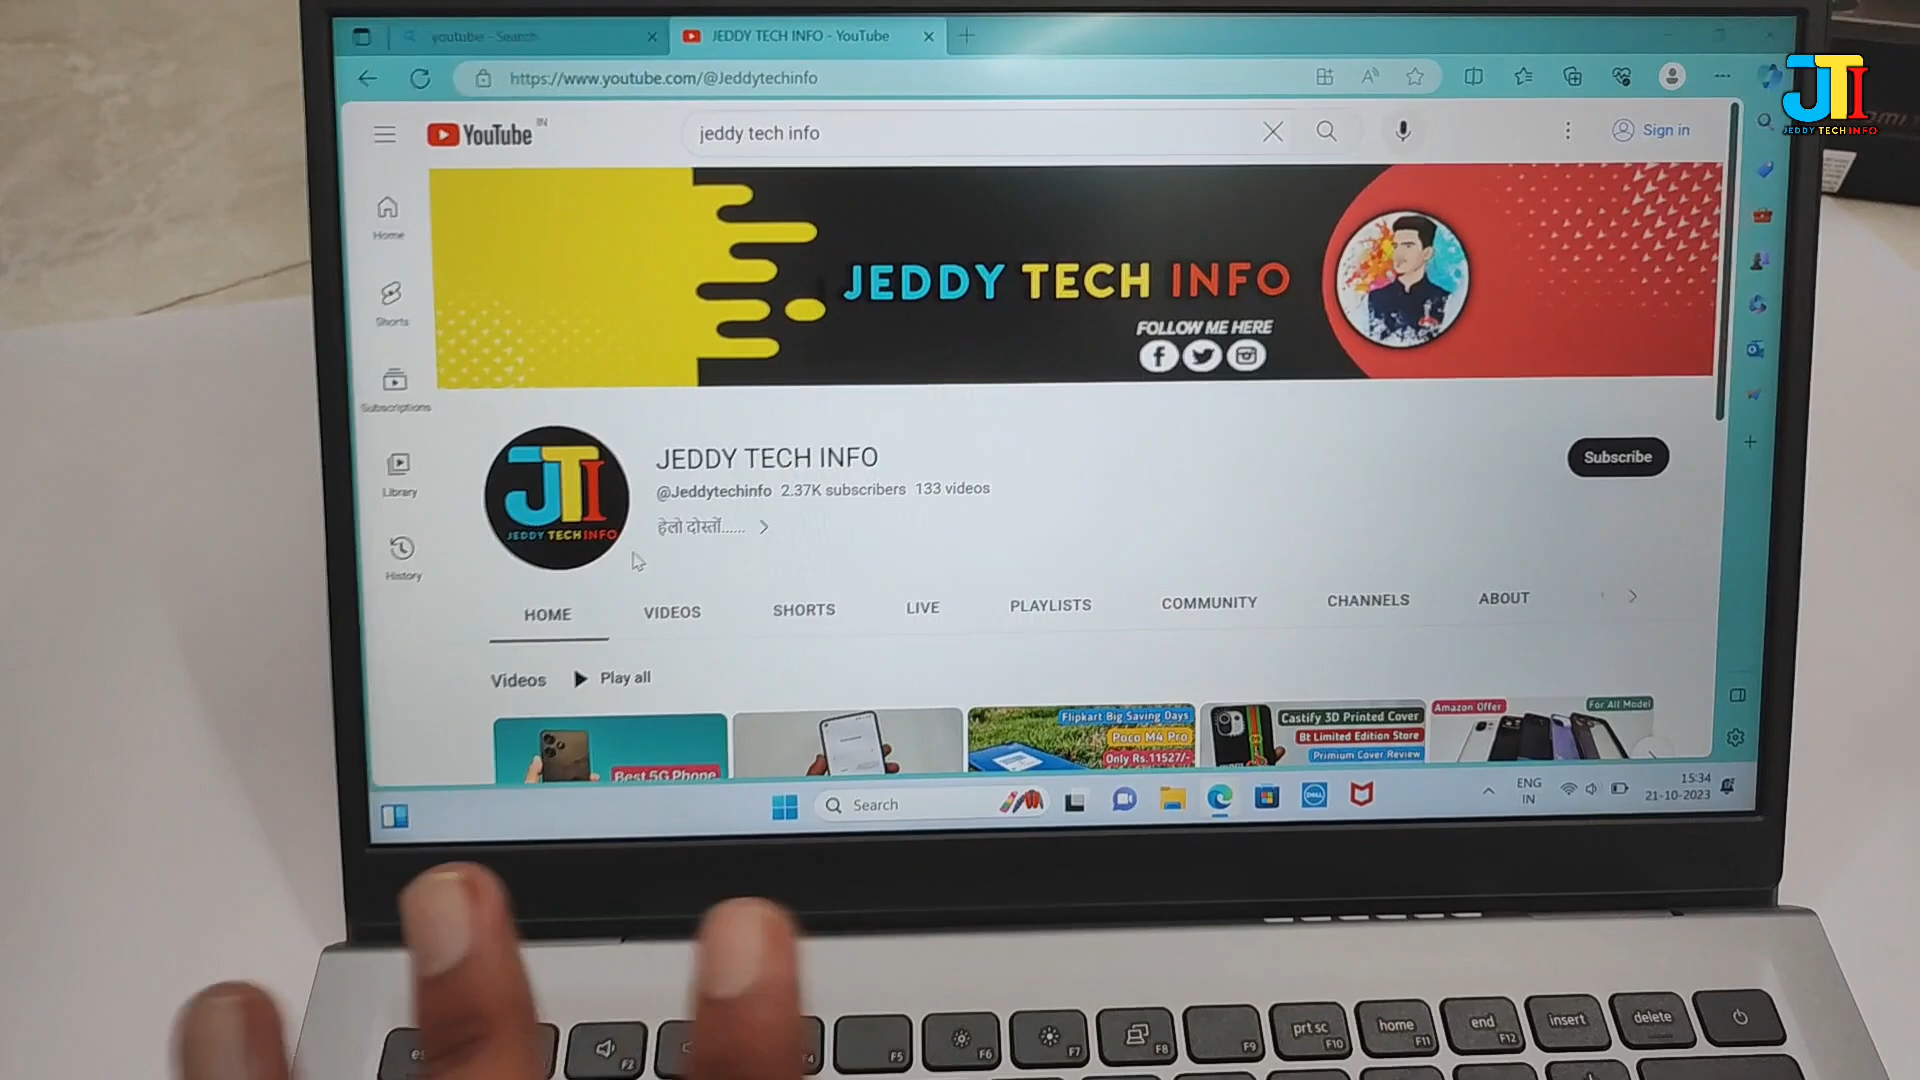 youtube - Search
JEDDY TECH INFO - YouTube
https://www.youtube.com/@Jeddytechinfo
JTI
JEDDY TECH INFO
YouTube IN
jeddy tech info
Sign in
Home
Shorts
Subscriptions
Library
History
JEDDY TECH INFO
FOLLOW ME HERE
JTI
JEDDY TECH INFO
JEDDY TECH INFO
@Jeddytechinfo 2.37K subscribers 133 videos
हेलो दोस्तों......
Subscribe
HOME
VIDEOS
SHORTS
LIVE
PLAYLISTS
COMMUNITY
CHANNELS
ABOUT
Videos
Play all
Best 5G Phone
Flipkart Big Saving Days
Poco M4 Pro
Only Rs.11527/-
Castify 3D Printed Cover
Bt Limited Edition Store
Primium Cover Review
Amazon Offer
For All Model
Search
DELL
ENG
IN
15:34
21-10-2023
F2
F5
F6
F7
F8
F9
prt sc
F10
home
F11
end
F12
insert
delete